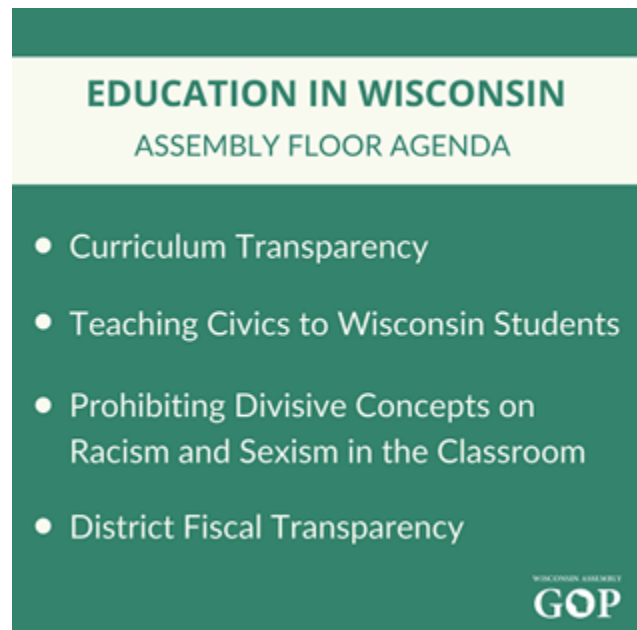 EDUCATION IN WISCONSIN
ASSEMBLY FLOOR AGENDA
• Curriculum Transparency
• Teaching Civics to Wisconsin Students
• Prohibiting Divisive Concepts on
Racism and Sexism in the Classroom
• District Fiscal Transparency
WISCONSIN ASSEMBLY
GOP